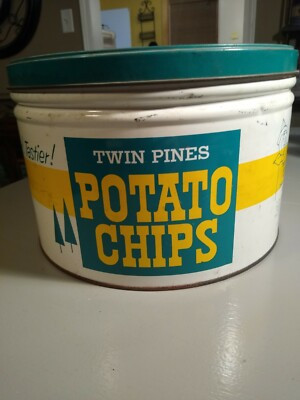 Tastier!
TWIN PINES
POTATO
CHIPS